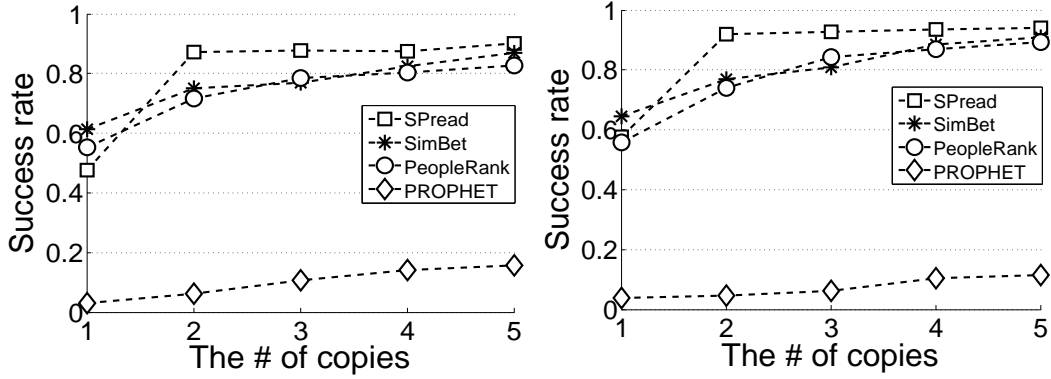 1
0.8
0.6
0.4
0.2
0
Success rate
1 2 3 4 5
The # of copies
SPread
SimBet
PeopleRank
PROPHET
1
0.8
0.6
0.4
0.2
0
Success rate
1 2 3 4 5
The # of copies
SPread
SimBet
PeopleRank
PROPHET